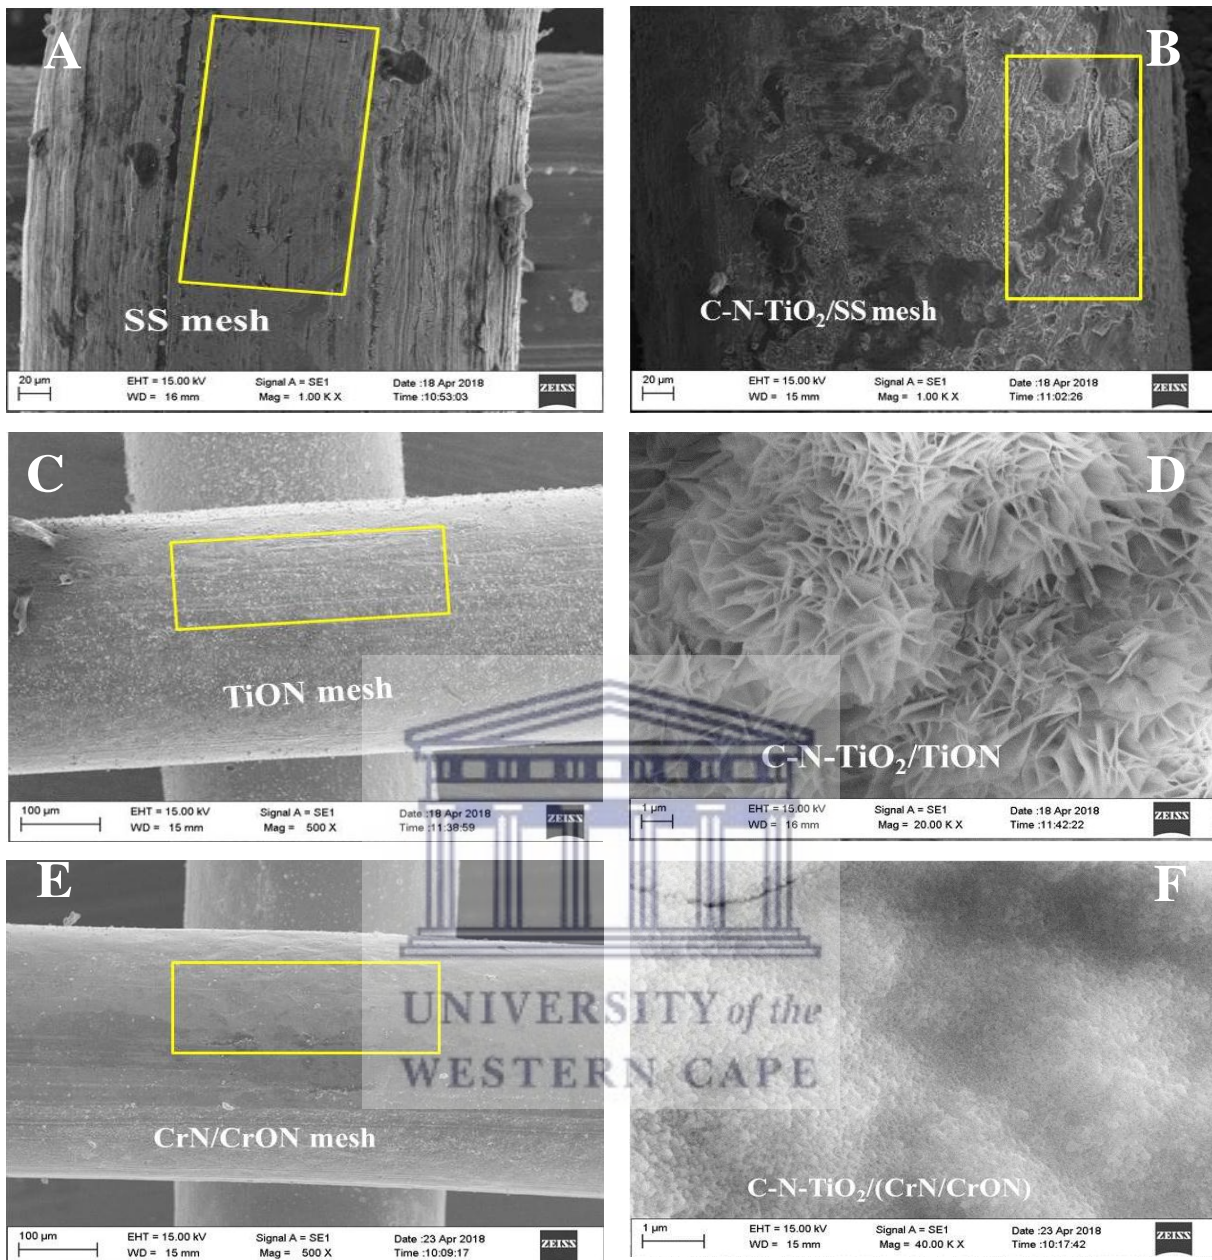 A
SS mesh
20 µm
EHT = 15.00 kV
Signal A = SE1
Date :18 Apr 2018
WD = 16 mm
Mag = 1.00 K X
Time :10:53:03
ZEISS
B
C-N-TiO₂/SS mesh
20 µm
EHT = 15.00 kV
Signal A = SE1
Date :18 Apr 2018
WD = 15 mm
Mag = 1.00 K X
Time :11:02:26
ZEISS
C
TiON mesh
100 µm
EHT = 15.00 kV
Signal A = SE1
Date :18 Apr 2018
WD = 15 mm
Mag = 500 X
Time :11:38:59
ZEISS
D
C-N-TiO₂/TiON
1 µm
EHT = 15.00 kV
Signal A = SE1
Date :18 Apr 2018
WD = 16 mm
Mag = 20.00 K X
Time :11:42:22
ZEISS
E
CrN/CrON mesh
100 µm
EHT = 15.00 kV
Signal A = SE1
Date :23 Apr 2018
WD = 15 mm
Mag = 500 X
Time :10:09:17
ZEISS
F
C-N-TiO₂/(CrN/CrON)
1 µm
EHT = 15.00 kV
Signal A = SE1
Date :23 Apr 2018
WD = 15 mm
Mag = 40.00 K X
Time :10:17:42
ZEISS
UNIVERSITY of the
WESTERN CAPE